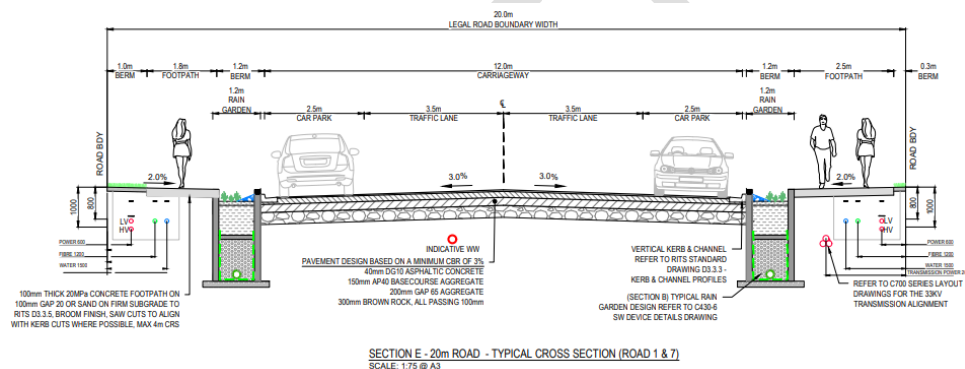 20.0m
LEGAL ROAD BOUNDARY WIDTH
1.0m
BERM
1.8m
FOOTPATH
1.2m
BERM
12.0m
CARRIAGEWAY
1.2m
BERM
2.5m
FOOTPATH
0.3m
BERM
1.2m
RAIN
GARDEN
2.5m
CAR PARK
3.5m
TRAFFIC LANE
℄
3.5m
TRAFFIC LANE
2.5m
CAR PARK
1.2m
RAIN
GARDEN
ROAD BDY
2.0%
3.0%
3.0%
2.0%
ROAD BDY
1000
800
LV
HV
POWER 600
FIBRE 1200
WATER 1500
LV
HV
800
1000
POWER 600
FIBRE 1200
WATER 1500
TRANSMISSION POWER
100mm THICK 20MPa CONCRETE FOOTPATH ON
100mm GAP 20 OR SAND ON FIRM SUBGRADE TO
RITS D3.3.5, BROOM FINISH, SAW CUTS TO ALIGN
WITH KERB CUTS WHERE POSSIBLE, MAX 4m CRS
INDICATIVE WW
PAVEMENT DESIGN BASED ON A MINIMUM CBR OF 3%
40mm DG10 ASPHALTIC CONCRETE
150mm AP40 BASECOURSE AGGREGATE
200mm GAP 65 AGGREGATE
300mm BROWN ROCK, ALL PASSING 100mm
VERTICAL KERB & CHANNEL
REFER TO RITS STANDARD
DRAWING D3.3.3 -
KERB & CHANNEL PROFILES
(SECTION B) TYPICAL RAIN
GARDEN DESIGN REFER TO C430-6
SW DEVICE DETAILS DRAWING
REFER TO C700 SERIES LAYOUT
DRAWINGS FOR THE 33KV
TRANSMISSION ALIGNMENT
SECTION E - 20m ROAD - TYPICAL CROSS SECTION (ROAD 1 & 7)
SCALE: 1:75 @ A3